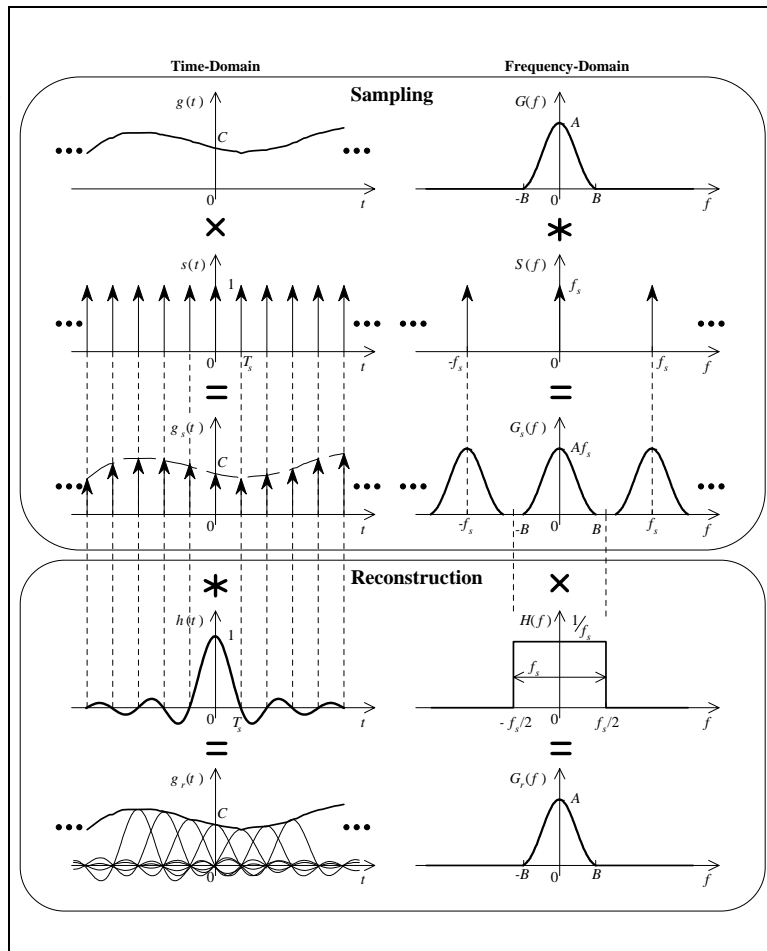 Time-Domain Frequency-Domain
Sampling
g(t) G(f)
C A
0 t -B 0 B f
× *
s(t) S(f)
1 f_s
••• ••• ••• •••
0 T_s t -f_s 0 f_s f
= =
g_s(t) G_s(f)
C Af_s
••• ••• ••• •••
0 t -f_s -B 0 B f_s f
Reconstruction
* ×
h(t) H(f) 1/f_s
1 f_s
0 T_s t -f_s/2 0 f_s/2 f
= =
g_r(t) G_r(f)
C A
0 t -B 0 B f